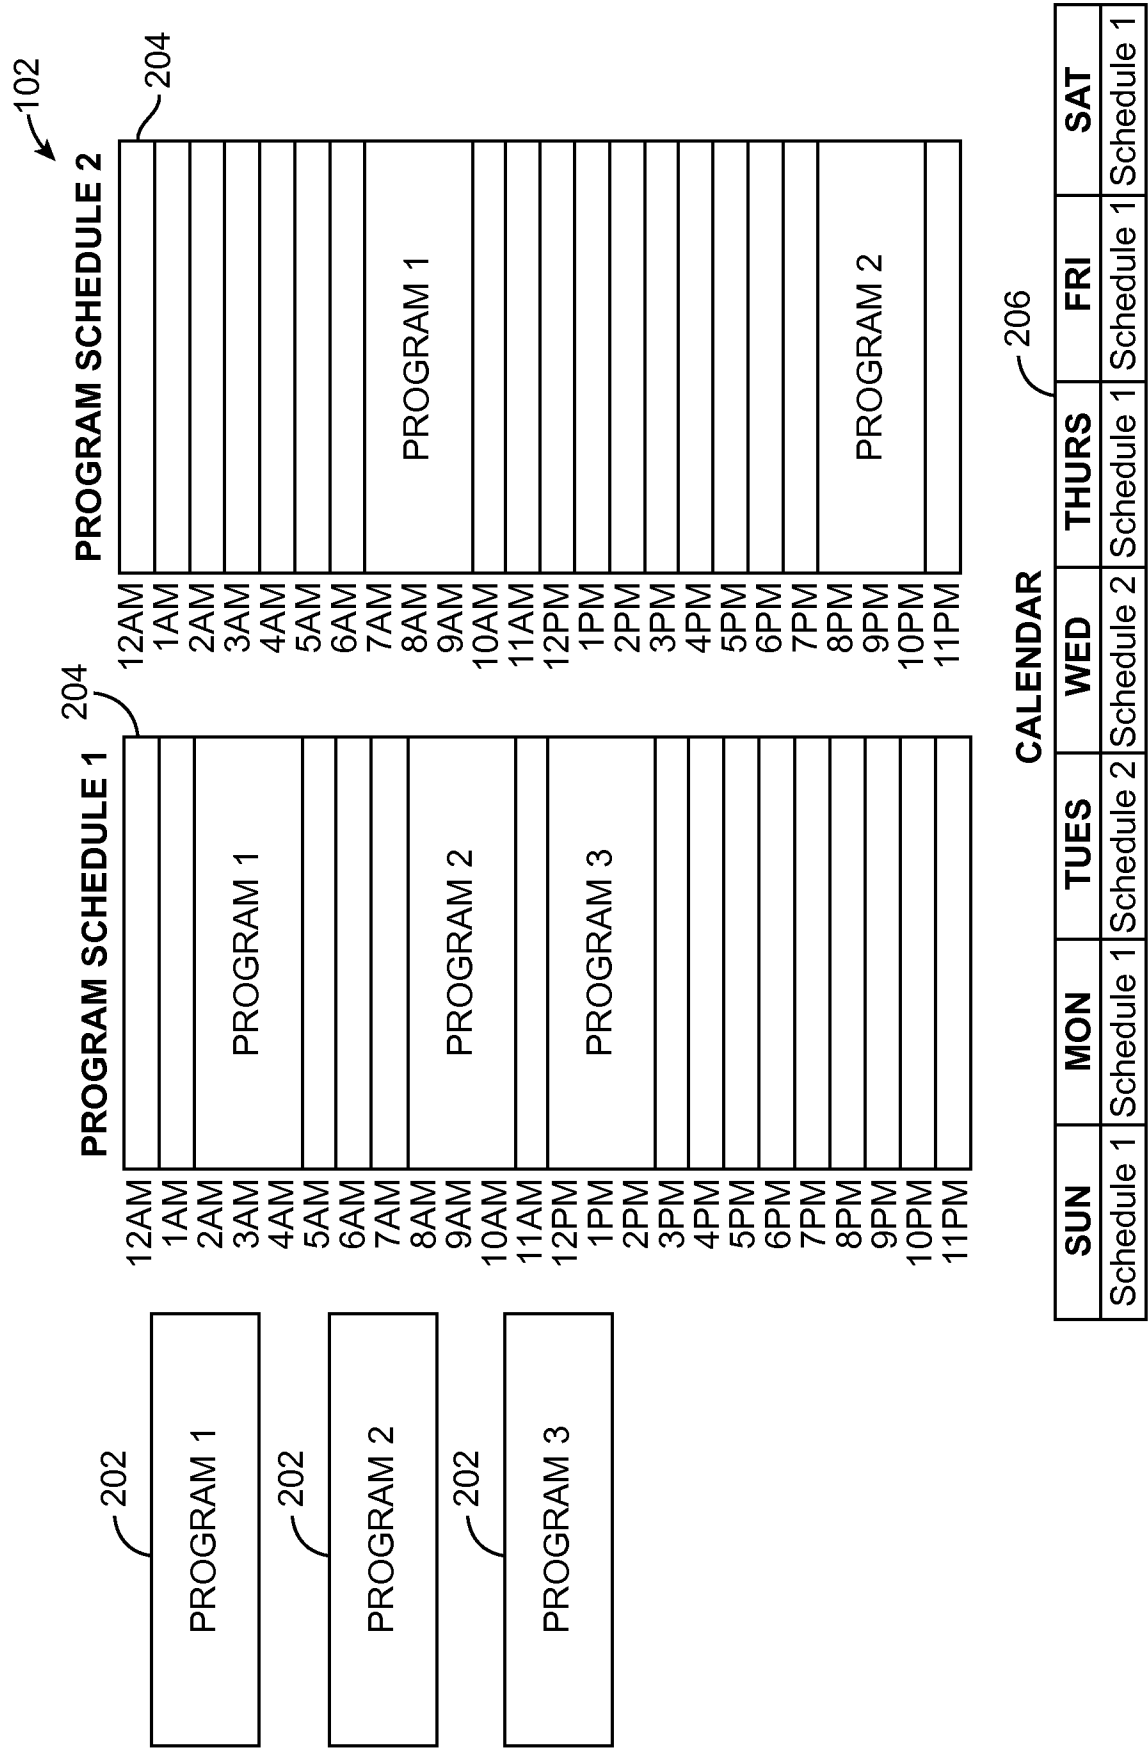 102
202
PROGRAM 1
202
PROGRAM 2
202
PROGRAM 3
PROGRAM SCHEDULE 1
204
12AM
1AM
2AM
3AM
4AM
5AM
6AM
7AM
8AM
9AM
10AM
11AM
12PM
1PM
2PM
3PM
4PM
5PM
6PM
7PM
8PM
9PM
10PM
11PM
PROGRAM 1
PROGRAM 2
PROGRAM 3
PROGRAM SCHEDULE 2
204
12AM
1AM
2AM
3AM
4AM
5AM
6AM
7AM
8AM
9AM
10AM
11AM
12PM
1PM
2PM
3PM
4PM
5PM
6PM
7PM
8PM
9PM
10PM
11PM
PROGRAM 1
PROGRAM 2
CALENDAR
206
SUN MON TUES WED THURS FRI SAT
Schedule 1 Schedule 1 Schedule 2 Schedule 2 Schedule 1 Schedule 1 Schedule 1